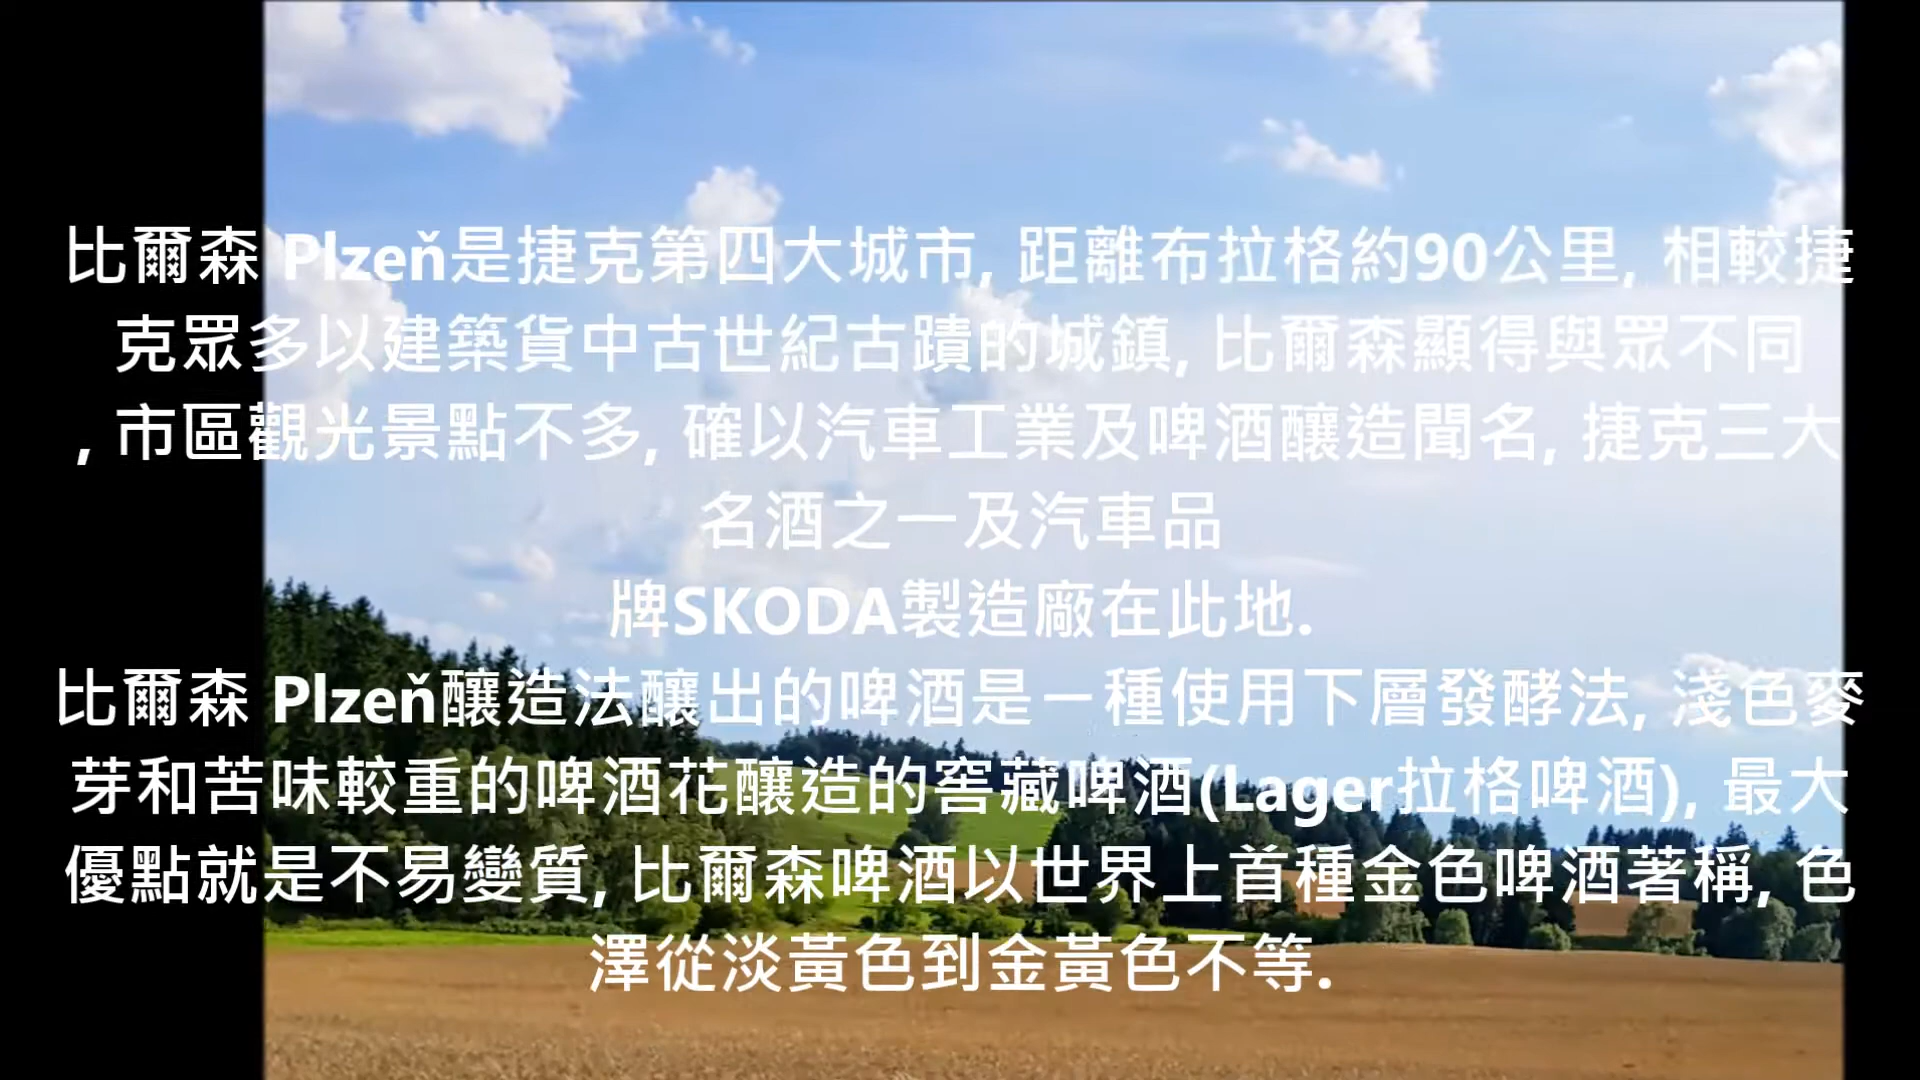 比爾森 Plzeň是捷克第四大城市, 距離布拉格約90公里, 相較捷
克眾多以建築貨中古世紀古蹟的城鎮, 比爾森顯得與眾不同
, 市區觀光景點不多, 確以汽車工業及啤酒釀造聞名, 捷克三大
名酒之一及汽車品
牌SKODA製造廠在此地.
比爾森 Plzeň釀造法釀出的啤酒是一種使用下層發酵法, 淺色麥
芽和苦味較重的啤酒花釀造的窖藏啤酒(Lager拉格啤酒), 最大
優點就是不易變質, 比爾森啤酒以世界上首種金色啤酒著稱, 色
澤從淡黃色到金黃色不等.